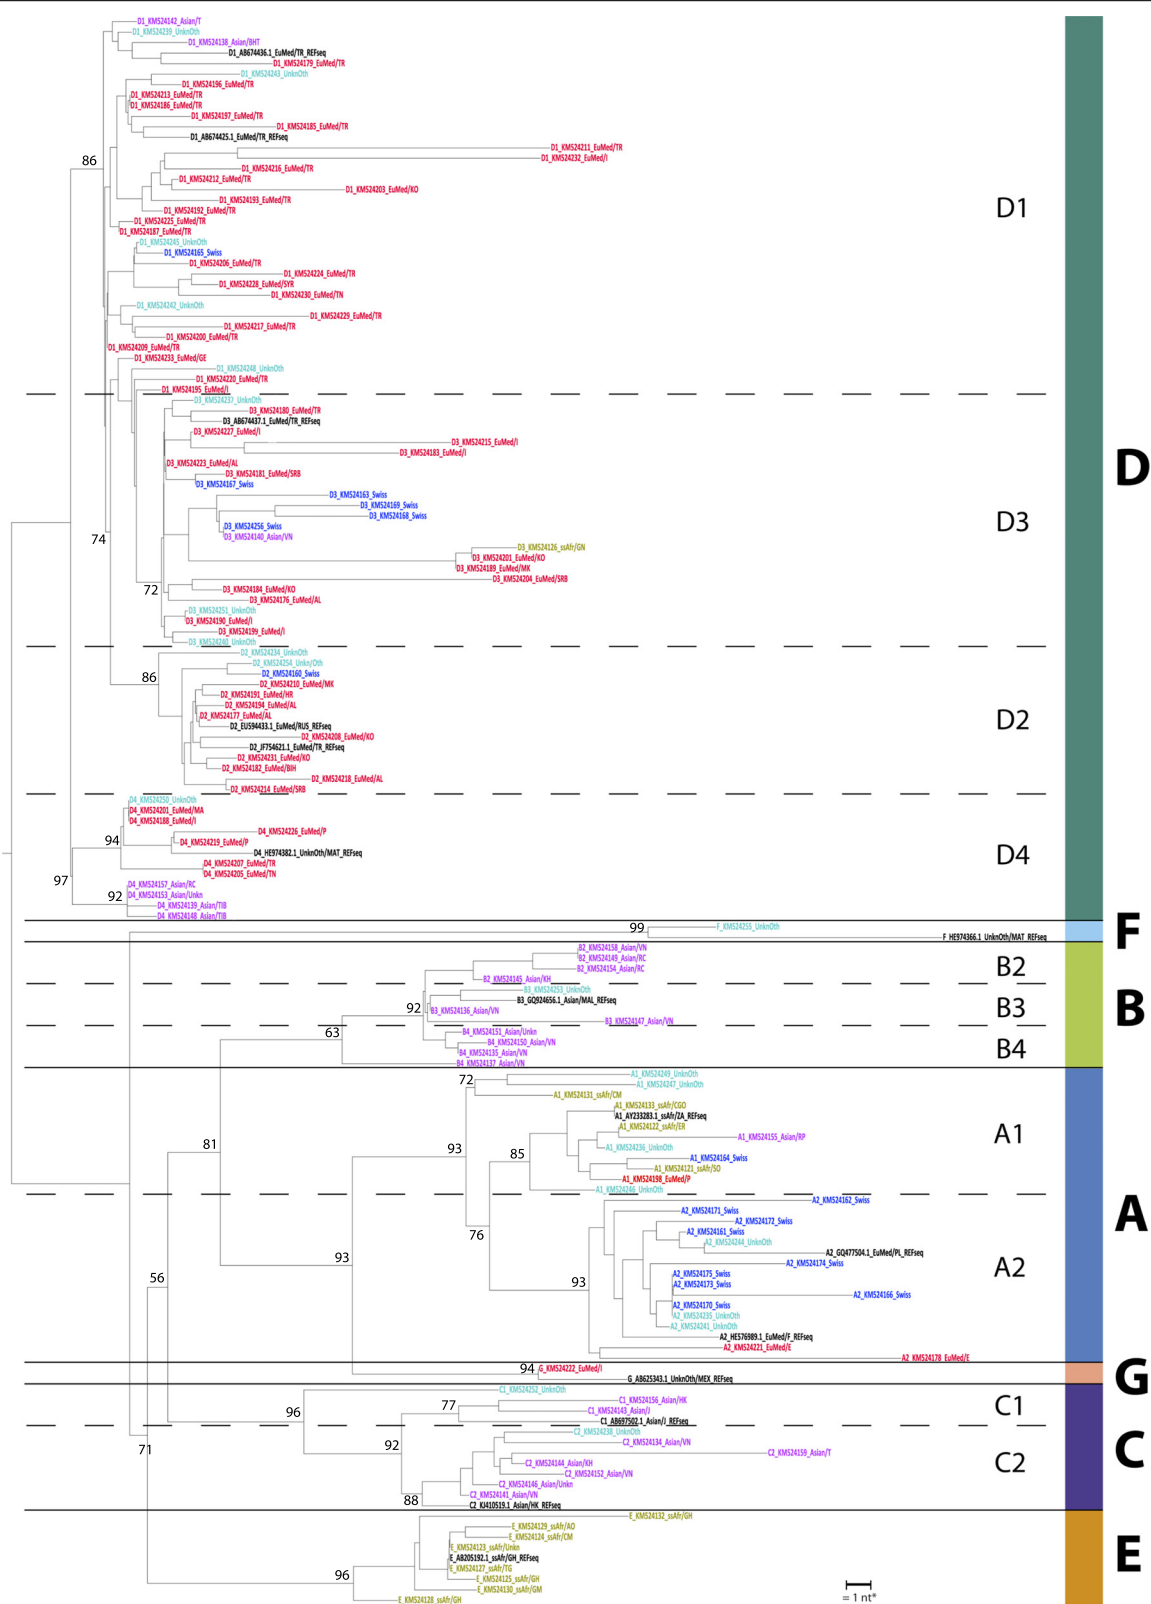 D1_KM524142_Asian/T
D1_KM524239_UnknOth
D1_KM524138_Asian/BHT
D1_AB674436.1_EuMed/TR_REFseq
D1_KM524179_EuMed/TR
D1_KM524243_UnknOth
D1_KM524196_EuMed/TR
D1_KM524213_EuMed/TR
D1_KM524186_EuMed/TR
D1_KM524197_EuMed/TR
D1_KM524185_EuMed/TR
D1_AB674425.1_EuMed/TR_REFseq
D1_KM524211_EuMed/TR
D1_KM524232_EuMed/I
86
D1_KM524216_EuMed/TR
D1_KM524212_EuMed/TR
D1_KM524203_EuMed/KO
D1_KM524193_EuMed/TR
D1
D1_KM524192_EuMed/TR
D1_KM524225_EuMed/TR
D1_KM524187_EuMed/TR
D1_KM524245_UnknOth
D1_KM524165_Swiss
D1_KM524206_EuMed/TR
D1_KM524224_EuMed/TR
D1_KM524228_EuMed/SYR
D1_KM524230_EuMed/TN
D1_KM524242_UnknOth
D1_KM524229_EuMed/TR
D1_KM524217_EuMed/TR
D1_KM524200_EuMed/TR
D1_KM524209_EuMed/TR
D1_KM524233_EuMed/GE
D1_KM524248_UnknOth
D1_KM524220_EuMed/TR
D1_KM524195_EuMed/I
D3_KM524237_UnknOth
D3_KM524180_EuMed/TR
D3_AB674437.1_EuMed/TR_REFseq
D3_KM524227_EuMed/I
D3_KM524215_EuMed/I
D3_KM524183_EuMed/I
D3_KM524223_EuMed/AL
D
D3_KM524181_EuMed/SRB
D3_KM524167_Swiss
D3_KM524163_Swiss
D3_KM524169_Swiss
D3_KM524168_Swiss
D3
D3_KM524256_Swiss
D3_KM524140_Asian/VN
74
D3_KM524126_ssAfr/GN
D3_KM524201_EuMed/KO
D3_KM524189_EuMed/MK
D3_KM524204_EuMed/SRB
72
D3_KM524184_EuMed/KO
D3_KM524176_EuMed/AL
D3_KM524251_UnknOth
D3_KM524190_EuMed/I
D3_KM524199_EuMed/I
D3_KM524240_UnknOth
D2_KM524234_UnknOth
D2_KM524254_Unkn/Oth
D2_KM524160_Swiss
86
D2_KM524210_EuMed/MK
D2_KM524191_EuMed/HR
D2_KM524194_EuMed/AL
D2_KM524177_EuMed/AL
D2
D2_EU594433.1_EuMed/RUS_REFseq
D2_KM524208_EuMed/KO
D2_JF754621.1_EuMed/TR_REFseq
D2_KM524231_EuMed/KO
D2_KM524182_EuMed/BIH
D2_KM524218_EuMed/AL
D2_KM524214_EuMed/SRB
D4_KM524250_UnknOth
D4_KM524201_EuMed/MA
D4_KM524188_EuMed/I
D4_KM524226_EuMed/P
94
D4_KM524219_EuMed/P
D4_HE974382.1_UnknOth/MAT_REFseq
D4
D4_KM524207_EuMed/TR
D4_KM524205_EuMed/TN
97
D4_KM524157_Asian/RC
D4_KM524153_Asian/Unkn
92
D4_KM524139_Asian/TIB
D4_KM524148_Asian/TIB
99
F_KM524255_UnknOth
F
F_HE974366.1_UnknOth/MAT_REFseq
B2_KM524158_Asian/VN
B2_KM524149_Asian/RC
B2_KM524154_Asian/RC
B2
B2_KM524145_Asian/KH
B3_KM524253_UnknOth
B3_GQ924656.1_Asian/MAL_REFseq
92
B3_KM524136_Asian/VN
B3
B
B3_KM524147_Asian/VN
63
B4_KM524151_Asian/Unkn
B4_KM524150_Asian/VN
B4_KM524135_Asian/VN
B4
B4_KM524137_Asian/VN
72
A1_KM524249_UnknOth
A1_KM524247_UnknOth
A1_KM524131_ssAfr/CM
A1_KM524133_ssAfr/CGO
A1_AY233283.1_ssAfr/ZA_REFseq
A1_KM524122_ssAfr/ER
A1
A1_KM524155_Asian/RP
81
93
A1_KM524236_UnknOth
85
A1_KM524164_Swiss
A1_KM524121_ssAfr/SO
A1_KM524198_EuMed/P
A1_KM524246_UnknOth
A2_KM524162_Swiss
A2_KM524171_Swiss
A
A2_KM524172_Swiss
76
A2_KM524161_Swiss
A2_KM524244_UnknOth
A2_GQ477504.1_EuMed/PL_REFseq
93
A2_KM524174_Swiss
A2
56
A2_KM524175_Swiss
93
A2_KM524173_Swiss
A2_KM524166_Swiss
A2_KM524170_Swiss
A2_KM524235_UnknOth
A2_KM524241_UnknOth
A2_HE576989.1_EuMed/F_REFseq
A2_KM524221_EuMed/E
A2_KM524178_EuMed/E
94
G_KM524222_EuMed/I
G
G_AB625343.1_UnknOth/MEX_REFseq
C1_KM524252_UnknOth
C1_KM524156_Asian/HK
77
C1
96
C1_KM524143_Asian/J
C1_AB697502.1_Asian/J_REFseq
C2_KM524238_UnknOth
C2_KM524134_Asian/VN
92
71
C
C2_KM524159_Asian/T
C2_KM524144_Asian/KH
C2
C2_KM524152_Asian/VN
C2_KM524146_Asian/Unkn
C2_KM524141_Asian/VN
88
C2_KJ410519.1_Asian/HK_REFseq
E_KM524132_ssAfr/GH
E_KM524129_ssAfr/AO
E_KM524124_ssAfr/CM
E_KM524123_ssAfr/Unkn
E
E_AB205192.1_ssAfr/GH_REFseq
E_KM524127_ssAfr/TG
96
E_KM524125_ssAfr/GH
E_KM524130_ssAfr/GM
E_KM524128_ssAfr/GH
= 1 nt*